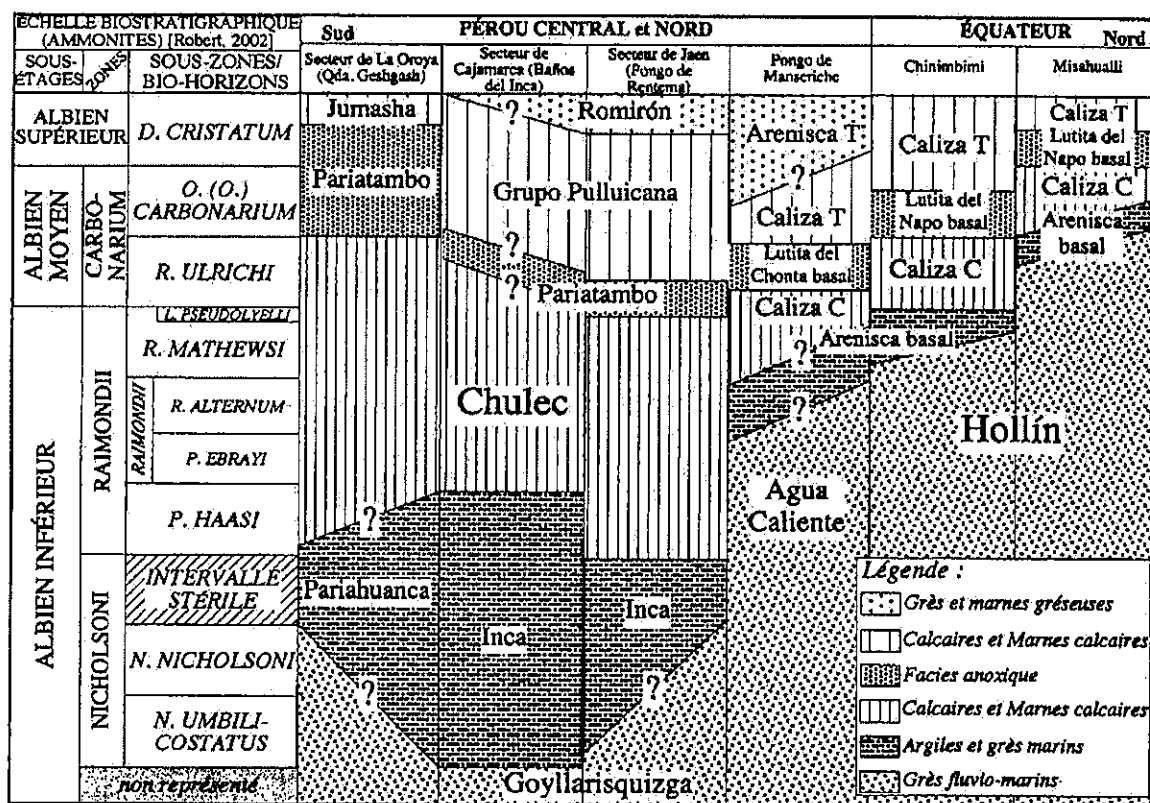 ÉCHELLE BIOSTRATIGRAPHIQUE
(AMMONITES) [Robert, 2002]
SOUS-
ÉTAGES
ZONES
SOUS-ZONES/
BIO-HORIZONS
Sud
PÉROU CENTRAL et NORD
ÉQUATEUR
Nord
Secteur de La Oroya
(Qda. Geshgash)
Secteur de
Cajamarca (Baños
del Inca)
Secteur de Jaen
(Pongo de
Rentema)
Pongo de
Manseriche
Chinimbimi
Misahualli
ALBIEN
SUPÉRIEUR
D. CRISTATUM
ALBIEN
MOYEN
CARBO-
NARIUM
O. (O.)
CARBONARIUM
R. ULRICHI
ALBIEN INFÉRIEUR
RAIMONDII
L. PSEUDOLYELLI
R. MATHEWSI
RAIMONDII
R. ALTERNUM
P. EBRAYI
P. HAASI
NICHOLSONI
INTERVALLE
STÉRILE
N. NICHOLSONI
N. UMBILI-
COSTATUS
non représenté
Jumasha
Pariatambo
?
Pariahuanca
?
?
Romirón
Grupo Pulluicana
?
?
Pariatambo
Chulec
Inca
Inca
?
Goyllarisquizga
Arenisca T
?
Caliza T
Lutita del
Chonta basal
Caliza C
?
Arenisca basal
?
Agua
Caliente
Caliza T
Lutita del
Napo basal
Caliza C
Caliza T
Lutita del
Napo basal
Caliza C
Arenisca
basal
Hollín
Légende :
Grès et marnes gréseuses
Calcaires et Marnes calcaires
Facies anoxique
Calcaires et Marnes calcaires
Argiles et grès marins
Grès fluvio-marins